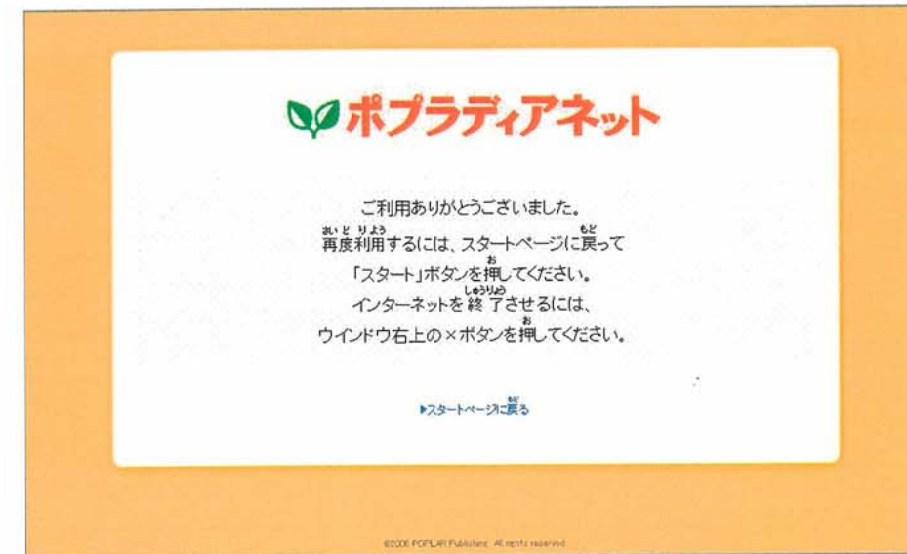 ポプラディアネット
ご利用ありがとうございました。
再度利用するには、スタートページに戻って
「スタート」ボタンを押してください。
インターネットを終了させるには、
ウインドウ右上の×ボタンを押してください。
▶スタートページに戻る
POPLAR Publishing. All rights reserved.